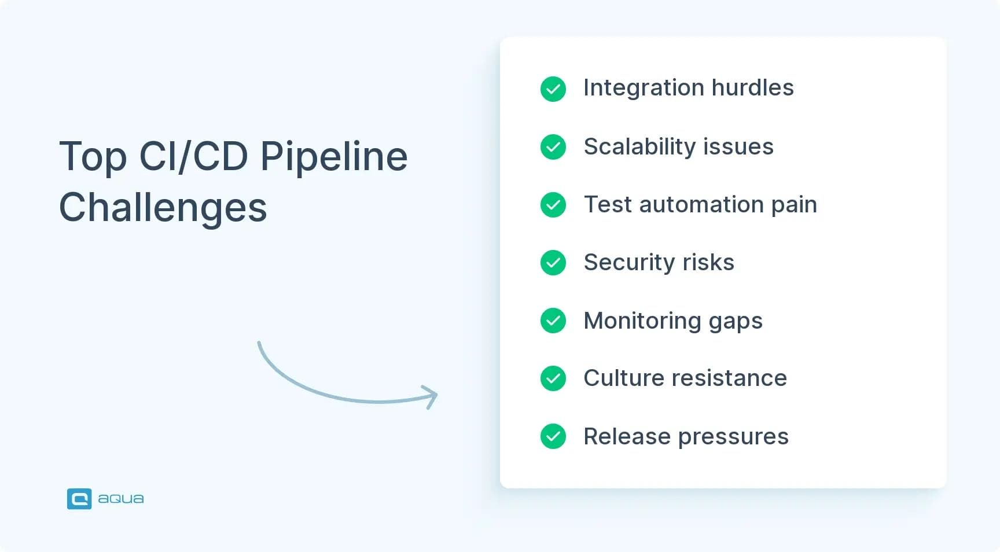 Top CI/CD Pipeline
Challenges
Integration hurdles
Scalability issues
Test automation pain
Security risks
Monitoring gaps
Culture resistance
Release pressures
aqua